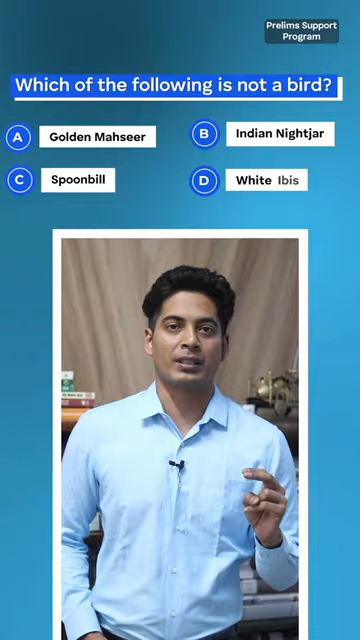 Prelims Support
Program
Which of the following is not a bird?
A Golden Mahseer
B Indian Nightjar
C Spoonbill
D White Ibis